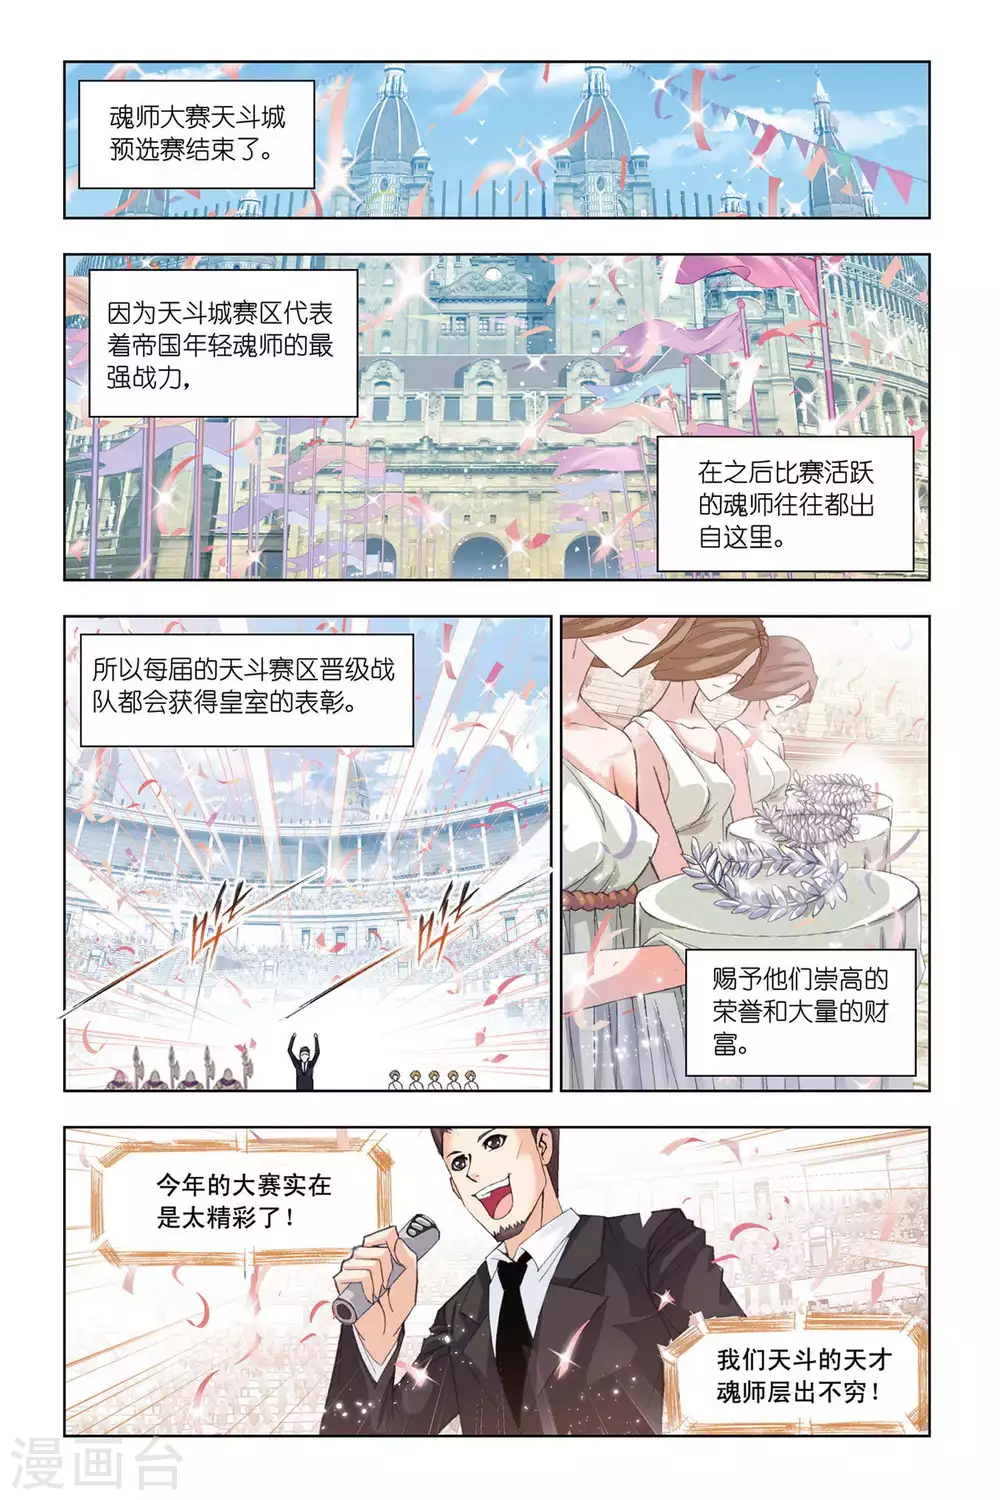 魂师大赛天斗城
预选赛结束了。
因为天斗城赛区代表
着帝国年轻魂师的最
强战力，
在之后比赛活跃
的魂师往往都出
自这里。
所以每届的天斗赛区晋级战
队都会获得皇室的表彰。
咻
咻
赐予他们崇高的
荣誉和大量的财
富。
今年的大赛实在
是太精彩了！
我们天斗的天才
魂师层出不穷！
漫画台